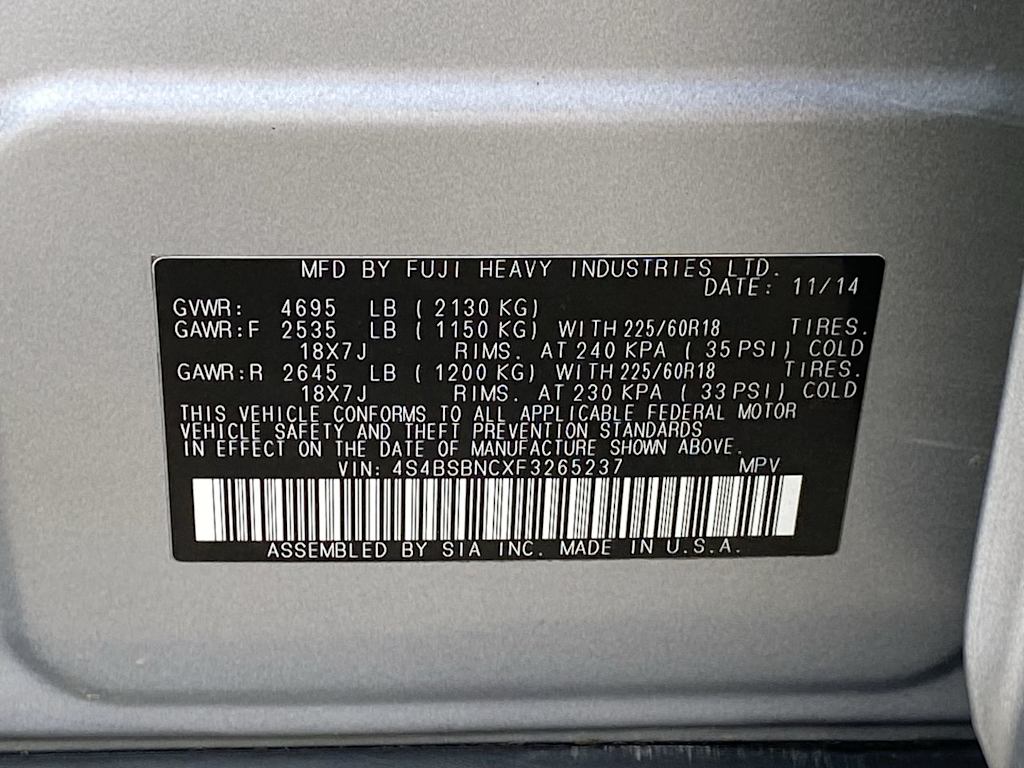 MFD BY FUJI HEAVY INDUSTRIES LTD.
DATE: 11/14
GVWR: 4695 LB ( 2130 KG)
GAWR:F 2535 LB ( 1150 KG) WITH 225/60R18 TIRES.
18X7J RIMS. AT 240 KPA ( 35 PSI) COLD
GAWR:R 2645 LB ( 1200 KG) WITH 225/60R18 TIRES.
18X7J RIMS. AT 230 KPA ( 33 PSI) COLD
THIS VEHICLE CONFORMS TO ALL APPLICABLE FEDERAL MOTOR
VEHICLE SAFETY AND THEFT PREVENTION STANDARDS
IN EFFECT ON THE DATE OF MANUFACTURE SHOWN ABOVE.
VIN: 4S4BSBNCXF3265237 MPV
ASSEMBLED BY SIA INC. MADE IN U.S.A.